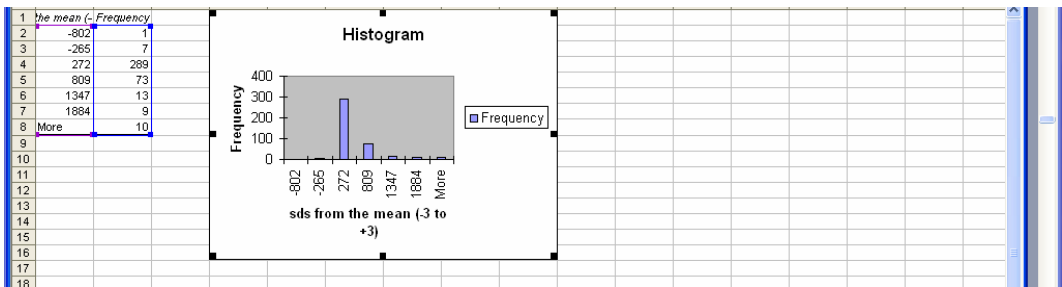 1 the mean (- Frequency
2 -802 1
3 -265 7
4 272 289
5 809 73
6 1347 13
7 1884 9
8 More 10
9
10
11
12
13
14
15
16
17
18
Histogram
Frequency
400
300
200
100
0
-802
-265
272
809
1347
1884
More
sds from the mean (-3 to
+3)
Frequency